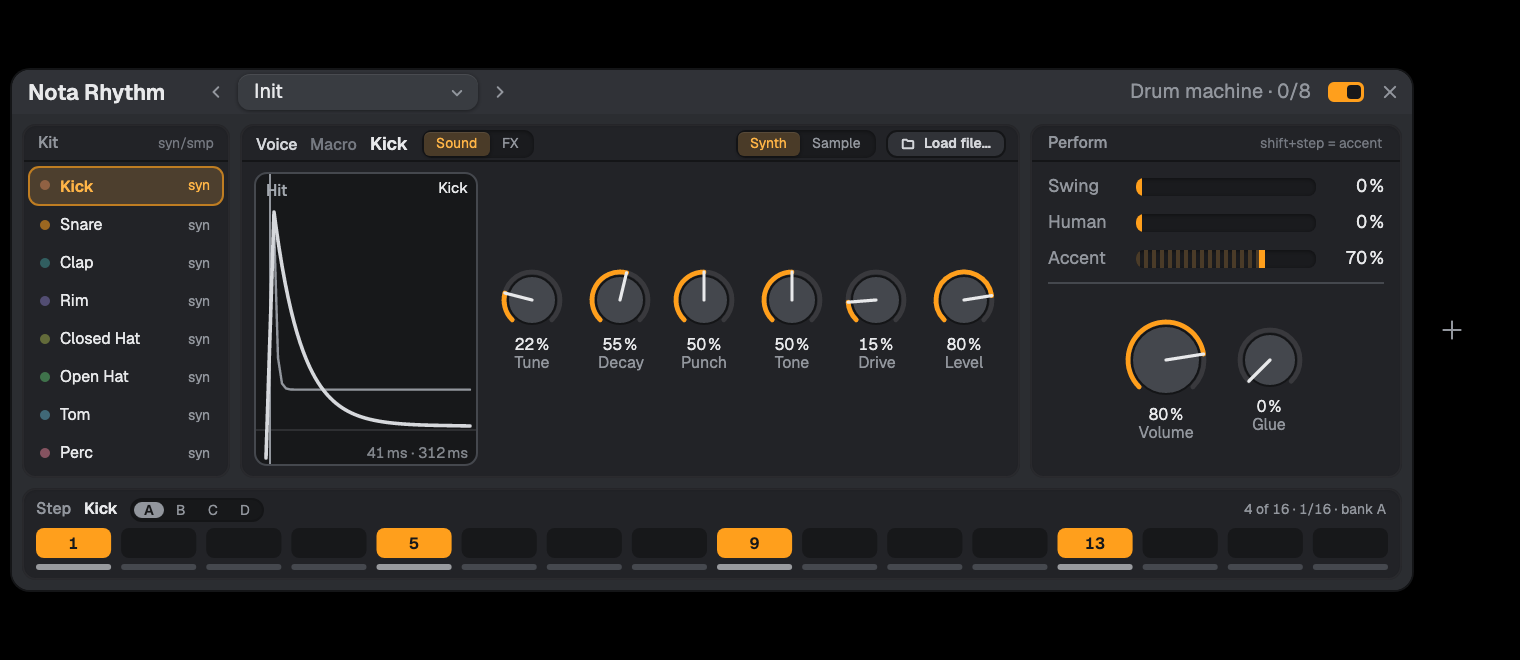 Nota Rhythm
Init
Drum machine · 0/8
Kit syn/smp
Kick syn
Snare syn
Clap syn
Rim syn
Closed Hat syn
Open Hat syn
Tom syn
Perc syn
Voice Macro Kick Sound FX Synth Sample Load file...
Hit Kick
41 ms · 312 ms
22% 55% 50% 50% 15% 80%
Tune Decay Punch Tone Drive Level
Perform shift+step = accent
Swing 0%
Human 0%
Accent 70%
80% 0%
Volume Glue
Step Kick A B C D 4 of 16 · 1/16 · bank A
1 5 9 13